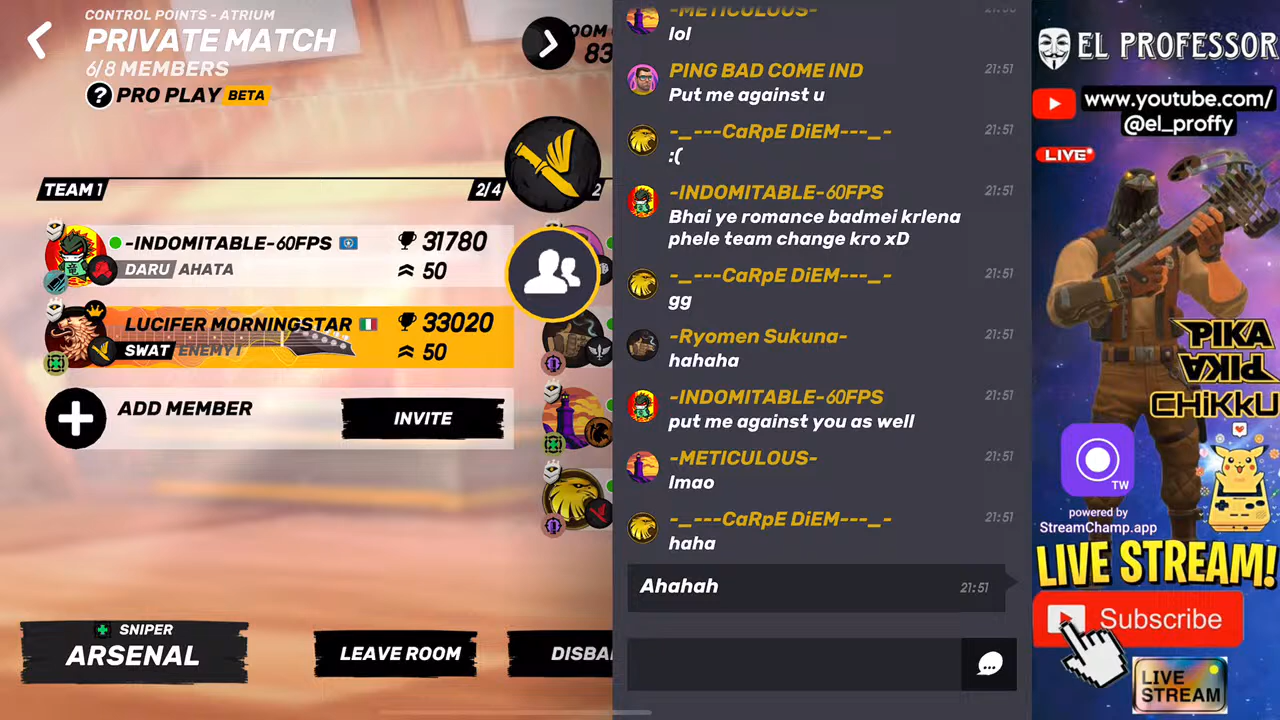 CONTROL POINTS - ATRIUM
PRIVATE MATCH
6/8 MEMBERS
? PRO PLAY BETA
83
TEAM 1
2/4
-INDOMITABLE-60FPS
31780
DARU AHATA
50
LUCIFER MORNINGSTAR
33020
SWAT ENEMY1
50
ADD MEMBER
INVITE
SNIPER
ARSENAL
LEAVE ROOM
-METICULOUS-
lol
PING BAD COME IND
21:51
Put me against u
-_---CaRpE DiEM---_-
21:51
:(
-INDOMITABLE-60FPS
21:51
Bhai ye romance badmei krlena
phele team change kro xD
-_---CaRpE DiEM---_-
21:51
gg
-Ryomen Sukuna-
21:51
hahaha
-INDOMITABLE-60FPS
21:51
put me against you as well
-METICULOUS-
21:51
lmao
-_---CaRpE DiEM---_-
21:51
haha
Ahahah
21:51
EL PROFESSOR
www.youtube.com/
@el_proffy
LIVE
PIKA
PIKA
CHIKKU
TW
powered by
StreamChamp.app
LIVE STREAM!
Subscribe
LIVE
STREAM